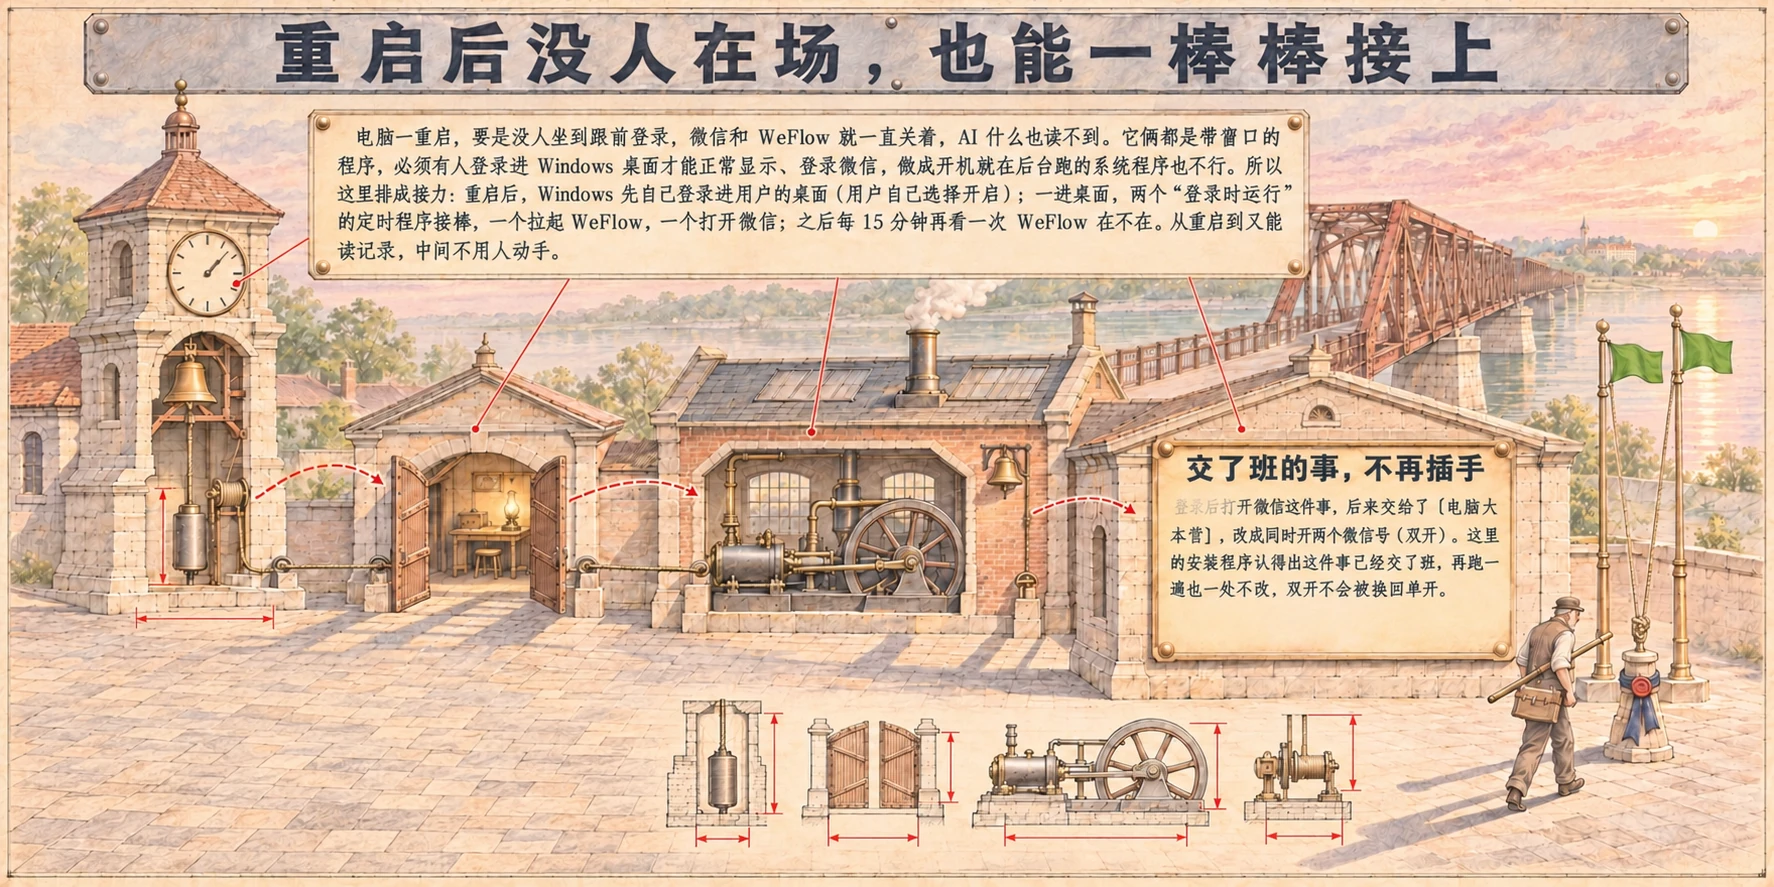 重启后没人在场，也能一棒棒接上
电脑一重启，要是没人坐到跟前登录，微信和 WeFlow 就一直关着，AI 什么也读不到。它俩都是带窗口的
程序，必须有人登录进 Windows 桌面才能正常显示、登录微信，做成开机就在后台跑的系统程序也不行。所以
这里排成接力：重启后，Windows 先自己登录进用户的桌面（用户自己选择开启）；一进桌面，两个“登录时运行”
的定时程序接棒，一个拉起 WeFlow，一个打开微信；之后每 15 分钟再看一次 WeFlow 在不在。从重启到又能
读记录，中间不用人动手。
交了班的事，不再插手
登录后打开微信这件事，后来交给了［电脑大
本营］，改成同时开两个微信号（双开）。这里
的安装程序认得出这件事已经交了班，再跑一
遍也一处不改，双开不会被换回单开。